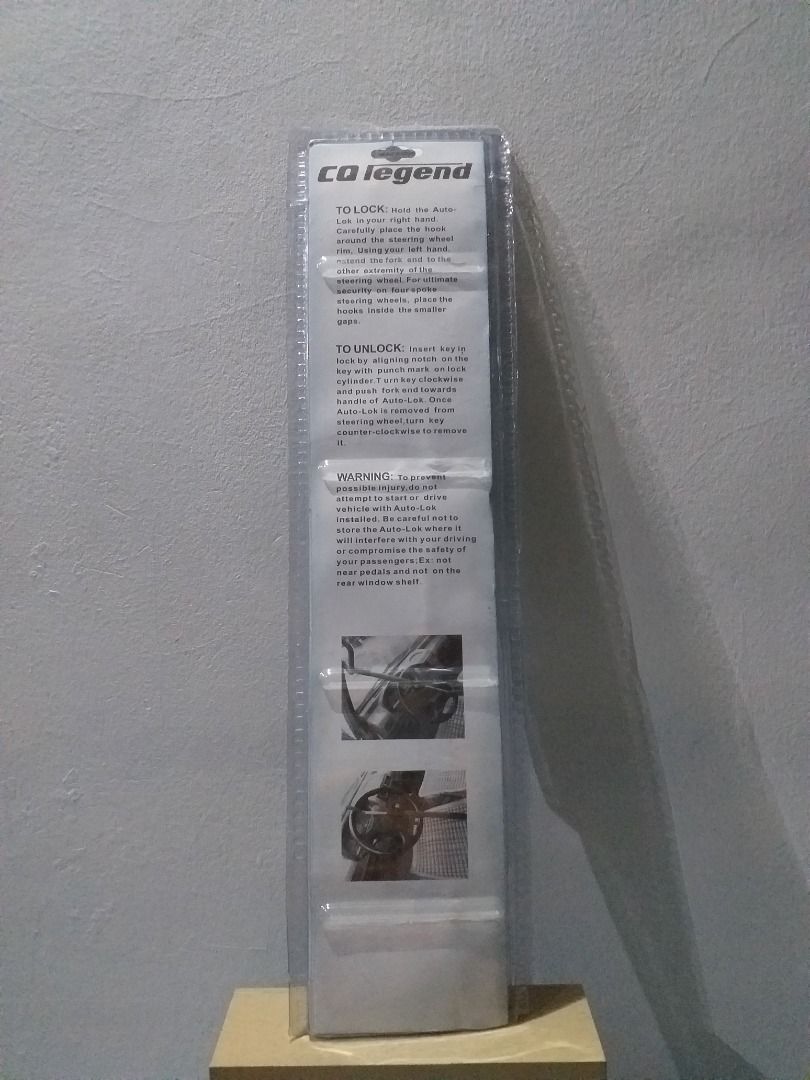 CQ legend
TO LOCK: Hold the Auto-
Lok in your right hand.
Carefully place the hook
around the steering wheel
rim, Using your left hand,
extend the fork end to the
other extremity of the
steering wheel. For ultimate
security on four spoke
steering wheels, place the
hooks inside the smaller
gaps.
TO UNLOCK: Insert key in
lock by aligning notch on the
key with punch mark on lock
cylinder.T urn key clockwise
and push fork end towards
handle of Auto-Lok. Once
Auto-Lok is removed from
steering wheel,turn key
counter-clockwise to remove
it.
WARNING: To prevent
possible injury,do not
attempt to start or drive
vehicle with Auto-Lok
installed. Be careful not to
store the Auto-Lok where it
will interfere with your driving
or compromise the safety of
your passengers;Ex: not
near pedals and not on the
rear window shelf.